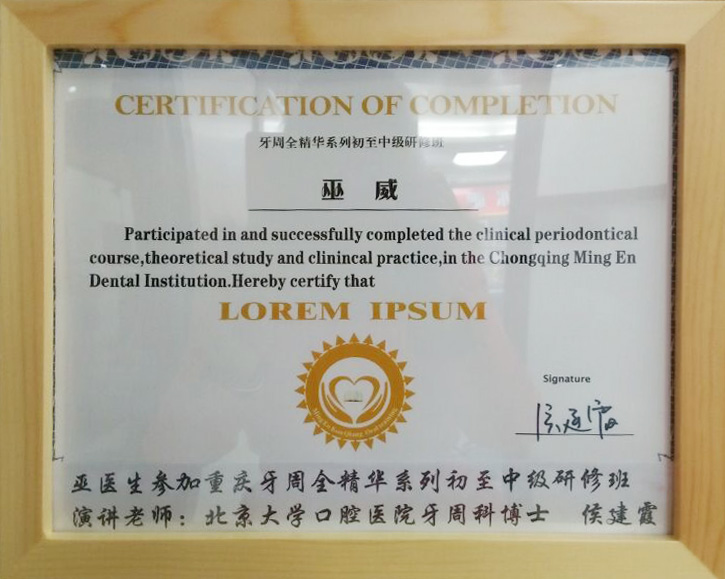 CERTIFICATION OF COMPLETION
牙周全精华系列初至中级研修班
巫 威
Participated in and successfully completed the clinical periodontical
course,theoretical study and clinincal practice,in the Chongqing Ming En
Dental Institution.Hereby certify that
LOREM IPSUM
Signature
侯建霞
巫医生参加重庆牙周全精华系列初至中级研修班
演讲老师：北京大学口腔医院牙周科博士 侯建霞